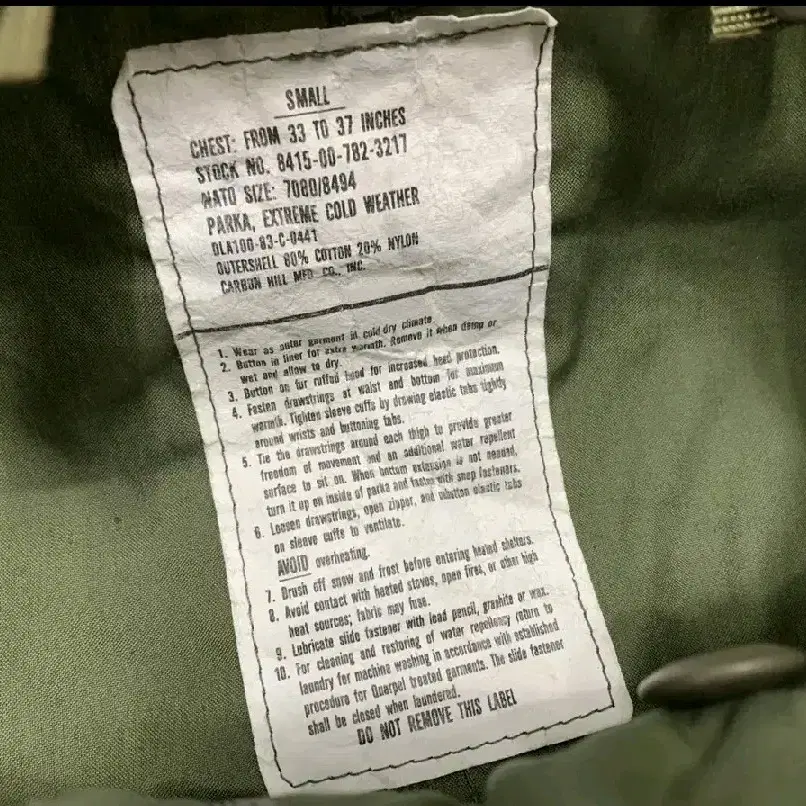 SMALL
CHEST: FROM 33 TO 37 INCHES
STOCK NO. 8415-00-782-3217
NATO SIZE: 7080/8494
PARKA, EXTREME COLD WEATHER
DLA100-83-C-0441
OUTERSHELL 80% COTTON 20% NYLON
CARBON HILL MFD CO., INC.
1. Wear as outer garment in cold dry climate
2. Button in liner for extra warmth. Remove it when damp or
wet and allow to dry.
3. Button on fur ruffed hood for increased head protection.
4. Fasten drawstrings at waist and bottom for maximum
warmth. Tighten sleeve cuffs by drawing elastic tabs tightly
around wrists and buttoning tabs.
5. Tie the drawstrings around each thigh to provide greater
freedom of movement and an additional water repellent
surface to sit on. When bottom extension is not needed,
turn it up on inside of parka and fasten with snap fasteners.
6. Loosen drawstrings, open zipper, and unbutton elastic tabs
on sleeve cuffs to ventilate.
AVOID overheating.
7. Brush off snow and frost before entering heated shelters.
8. Avoid contact with heated stoves, open fires, or other high
heat sources; fabric may fuse.
9. Lubricate slide fastener with lead pencil, graphite or wax.
10. For cleaning and restoring of water repellency return to
laundry for machine washing in accordance with established
procedure for Quarpel treated garments. The slide fastener
shall be closed when laundered.
DO NOT REMOVE THIS LABEL